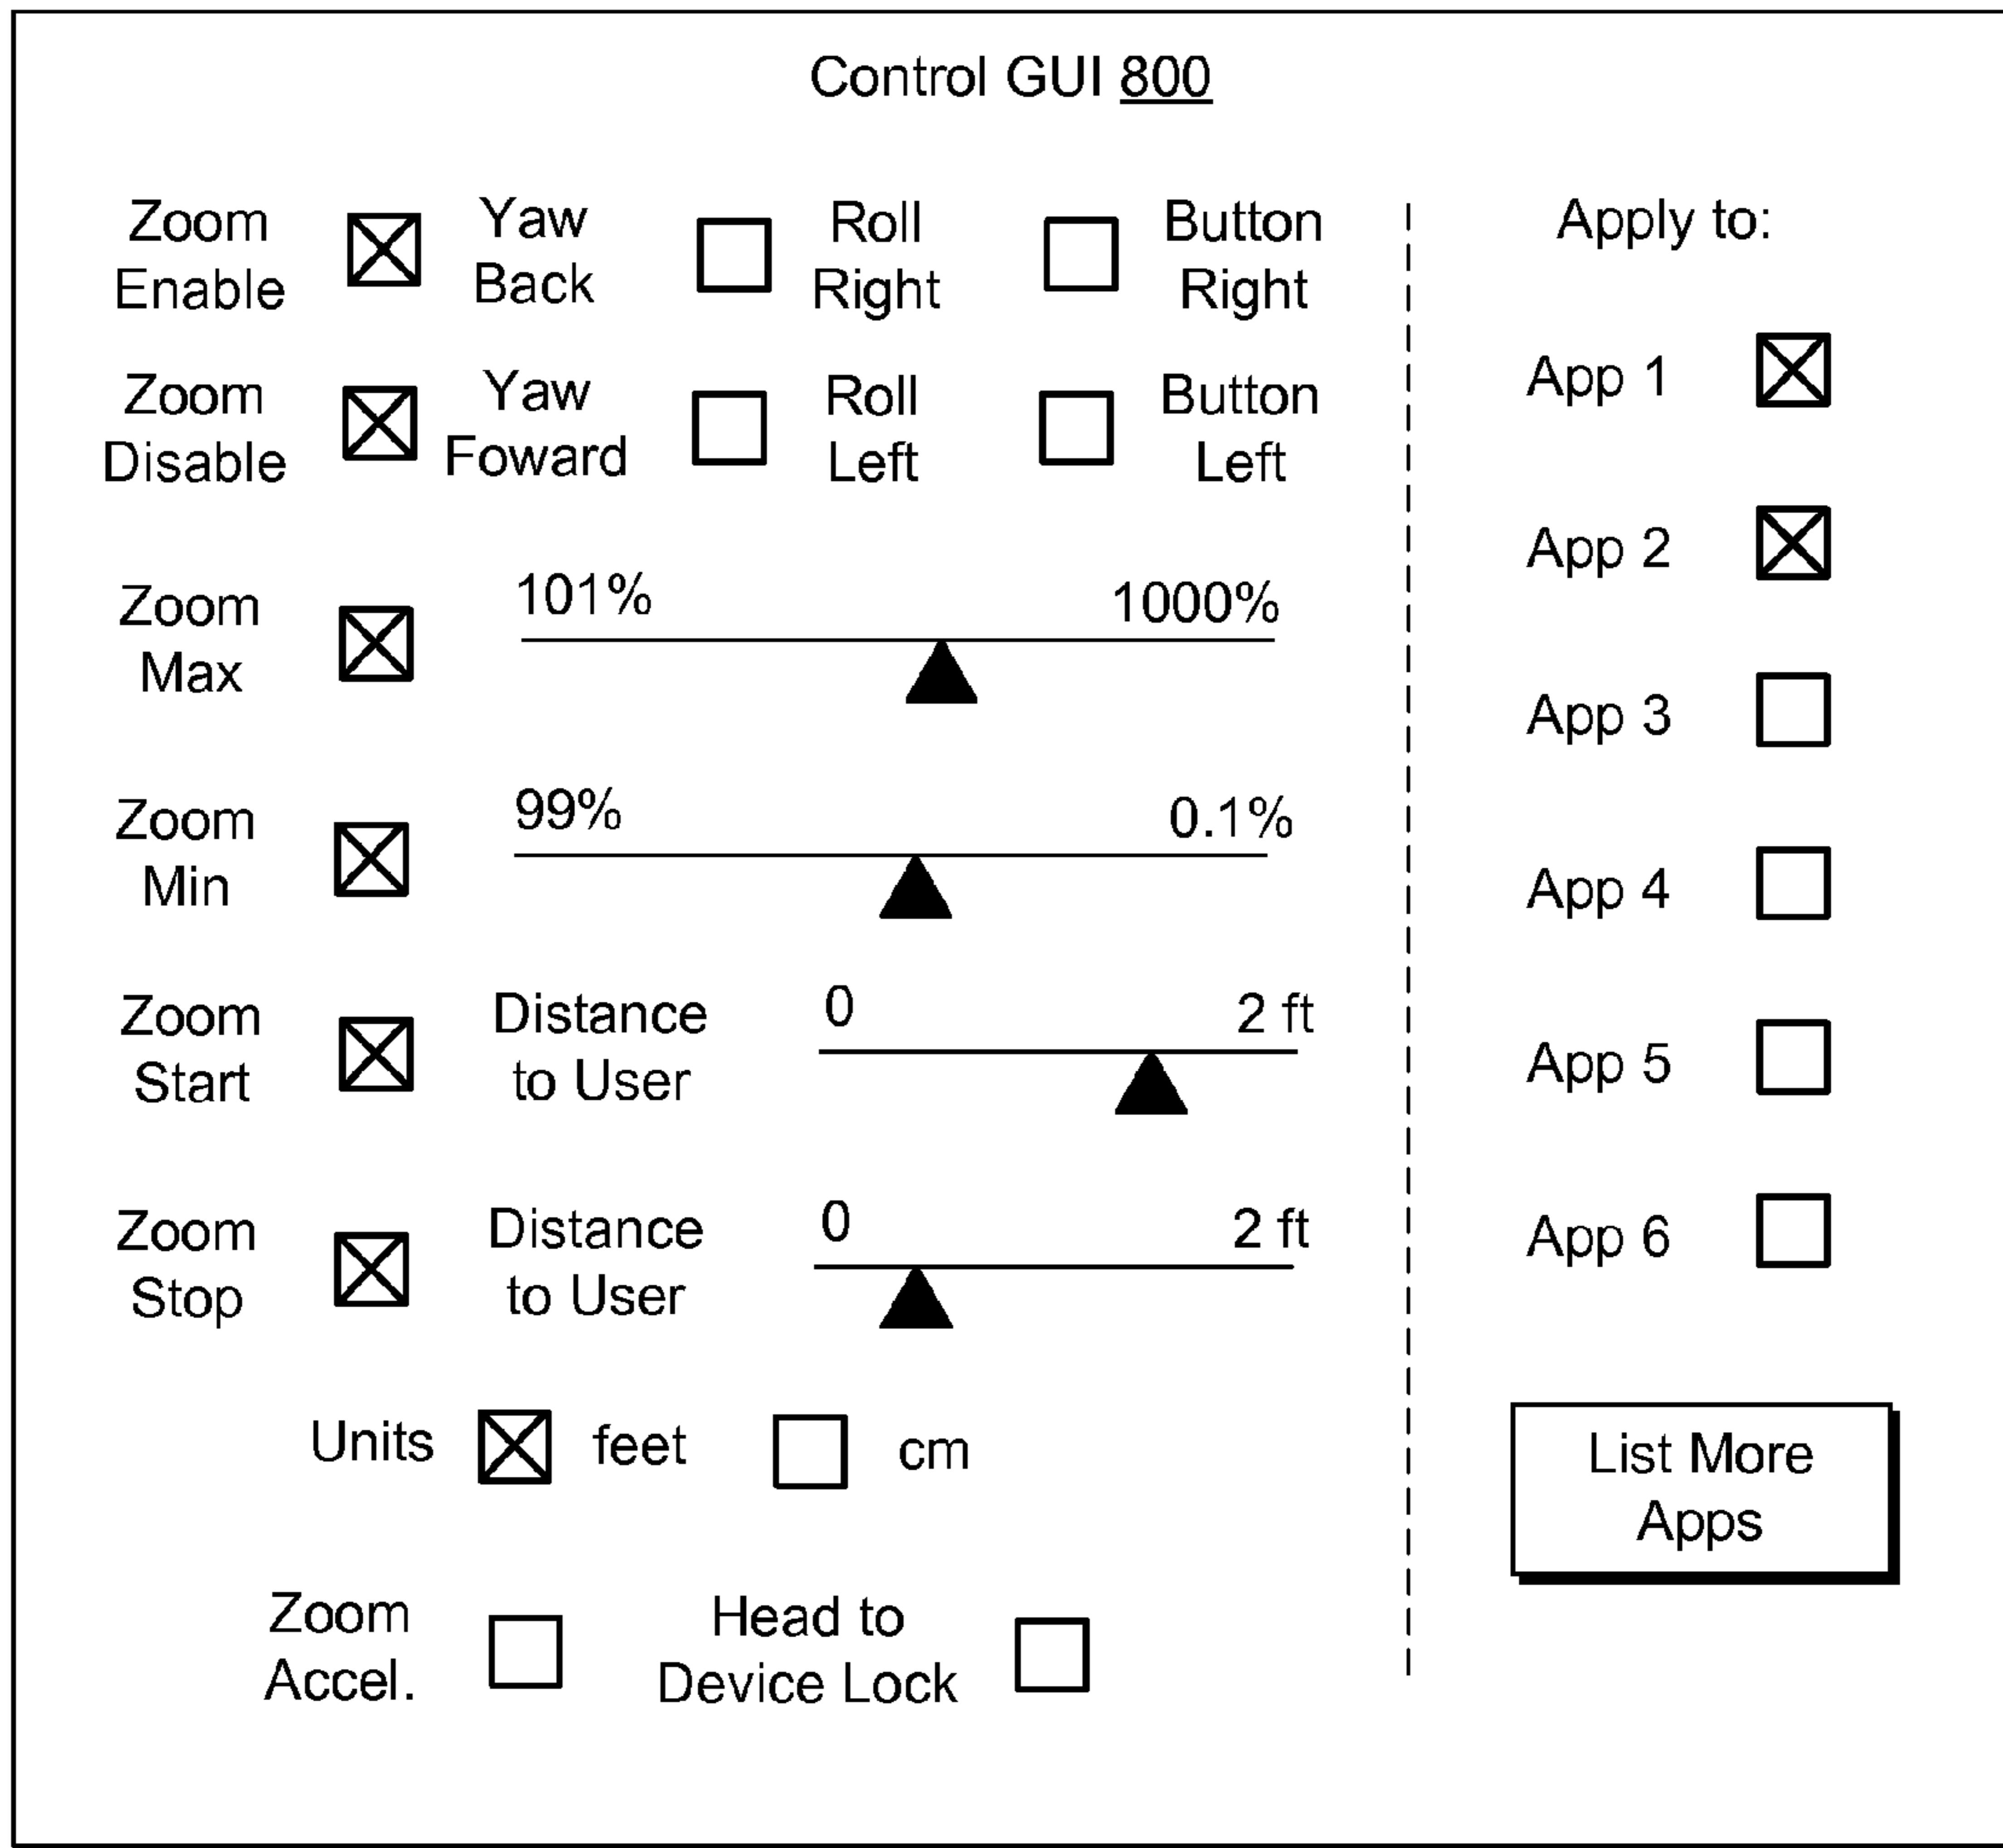 Control GUI 800
Zoom Enable Yaw Back Roll Right Button Right
Zoom Disable Yaw Foward Roll Left Button Left
Zoom Max 101% 1000%
Zoom Min 99% 0.1%
Zoom Start Distance to User 0 2 ft
Zoom Stop Distance to User 0 2 ft
Units feet cm
Zoom Accel. Head to Device Lock
Apply to:
App 1
App 2
App 3
App 4
App 5
App 6
List More
Apps